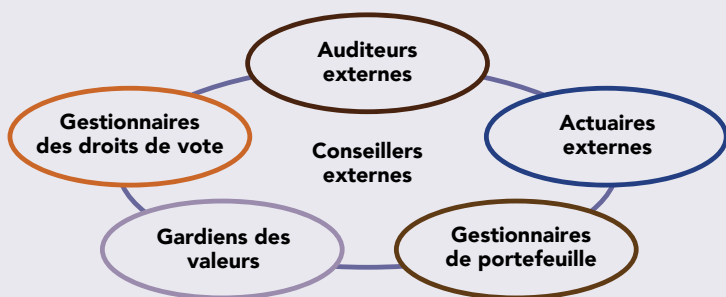 Auditeurs
externes
Gestionnaires
des droits de vote
Actuaires
externes
Conseillers
externes
Gardiens des
valeurs
Gestionnaires
de portefeuille